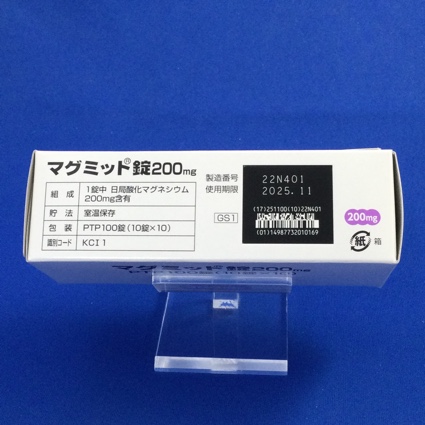 マグミット®錠200mg
組成 1錠中 日局酸化マグネシウム
200mg含有
貯法 室温保存
包装 PTP100錠(10錠×10)
識別コード KCI 1
製造番号 22N401
使用期限 2025.11
(17)251100(10)22N401
GS1
(01)14987732010169
200mg
紙 箱
マグミット錠200mg